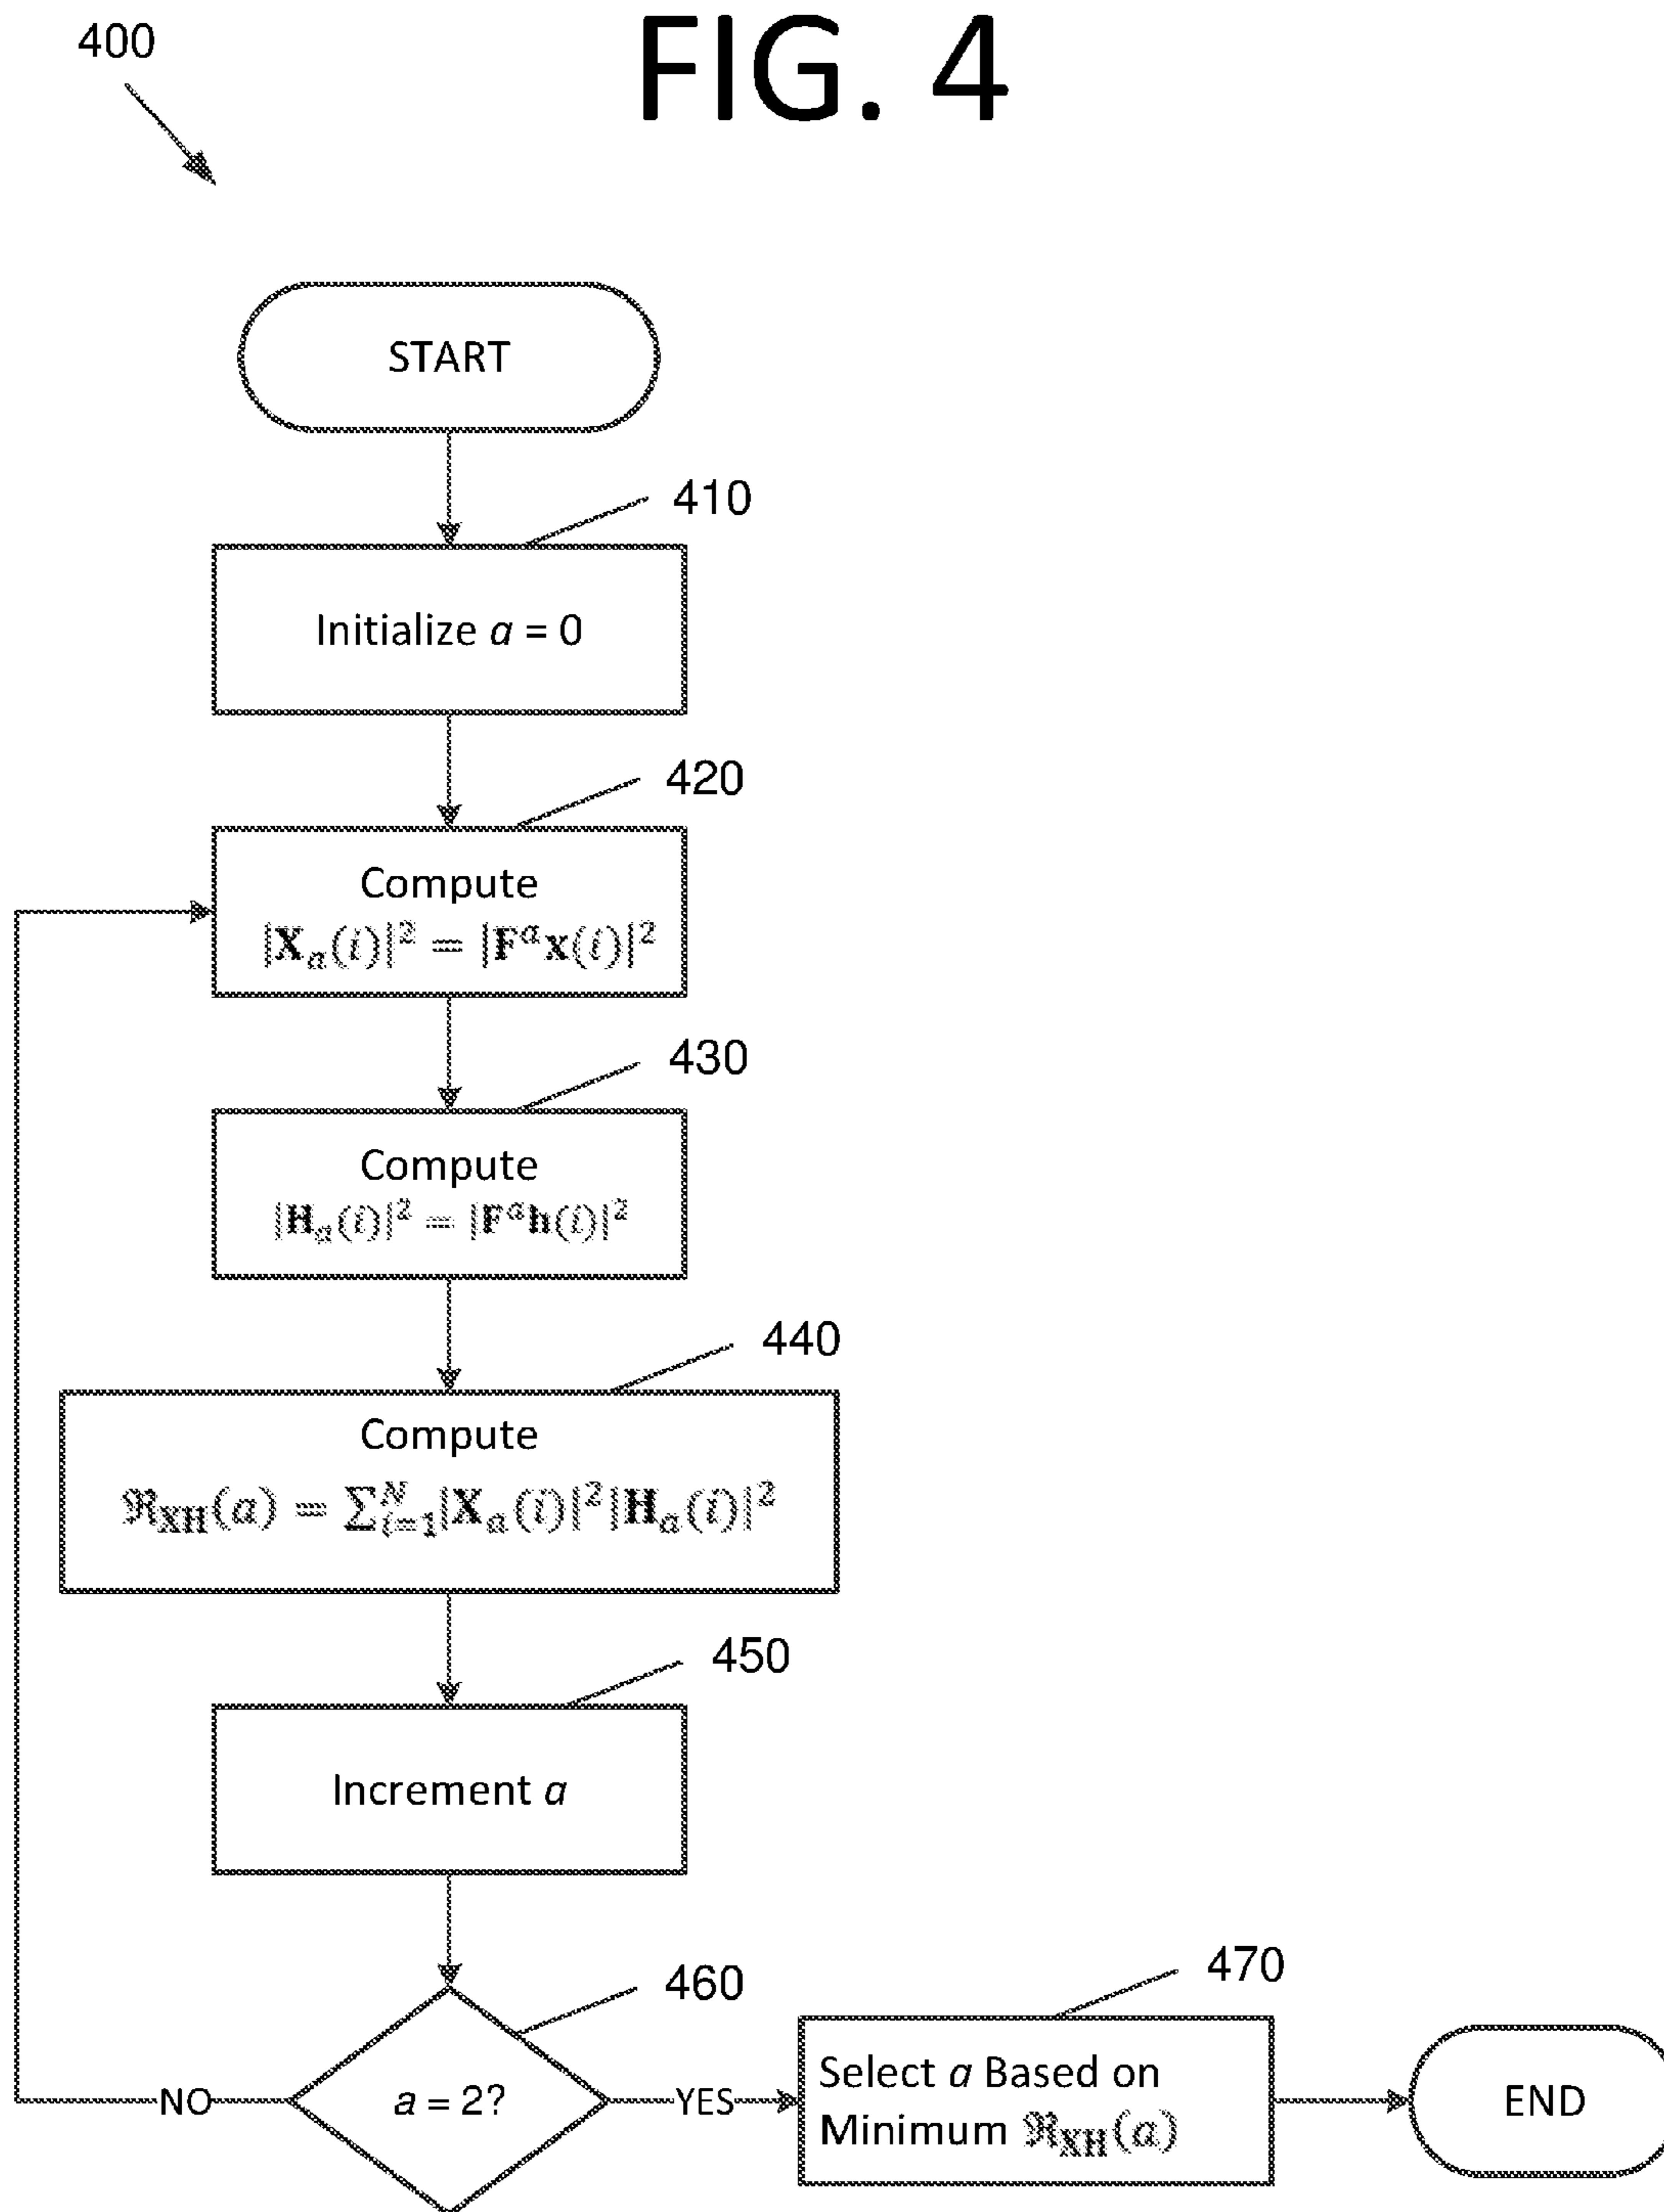 FIG. 4
400
START
410
Initialize a = 0
420
Compute
|X_a(i)|² = |F^a x(i)|²
430
Compute
|H_a(i)|² = |F^a h(i)|²
440
Compute
ℜ_XH(a) = ∑_{i=1}^N |X_a(i)|²|H_a(i)|²
450
Increment a
460
a = 2?
NO
YES
470
Select a Based on
Minimum ℜ_XH(a)
END